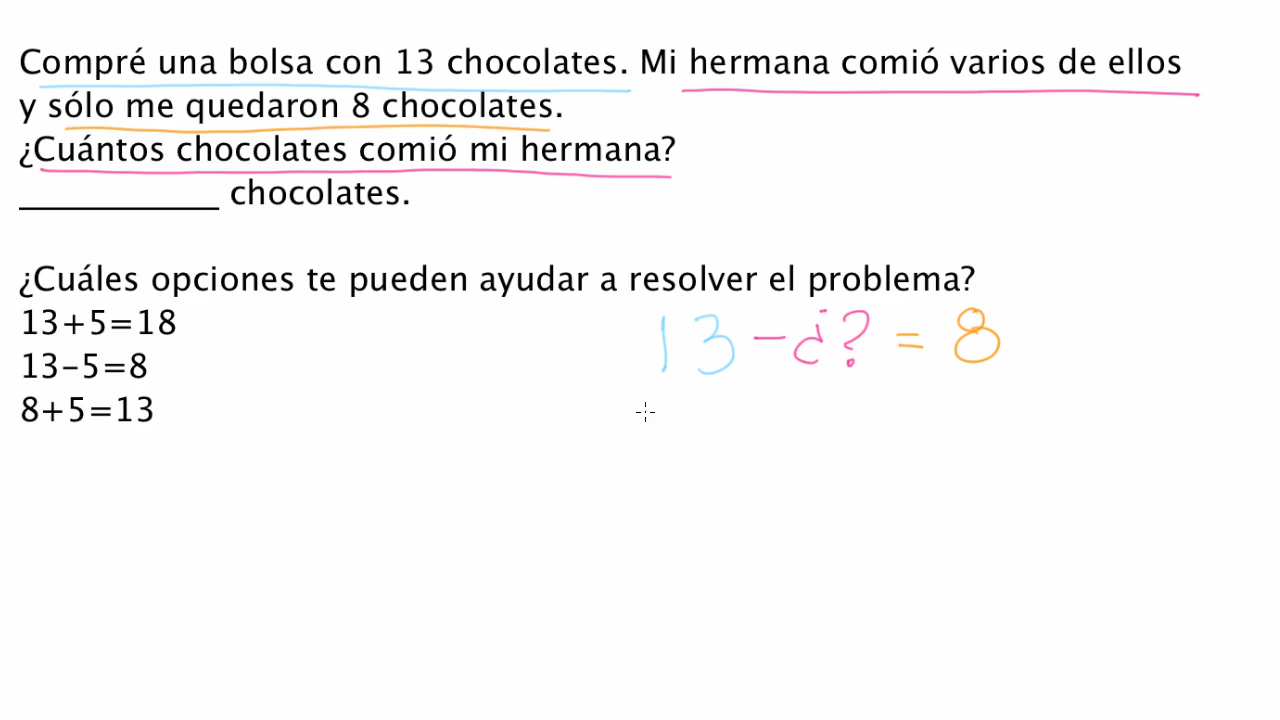 Compré una bolsa con 13 chocolates. Mi hermana comió varios de ellos
y sólo me quedaron 8 chocolates.
¿Cuántos chocolates comió mi hermana?
___________ chocolates.
¿Cuáles opciones te pueden ayudar a resolver el problema?
13+5=18
13-¿?=8
13-5=8
8+5=13